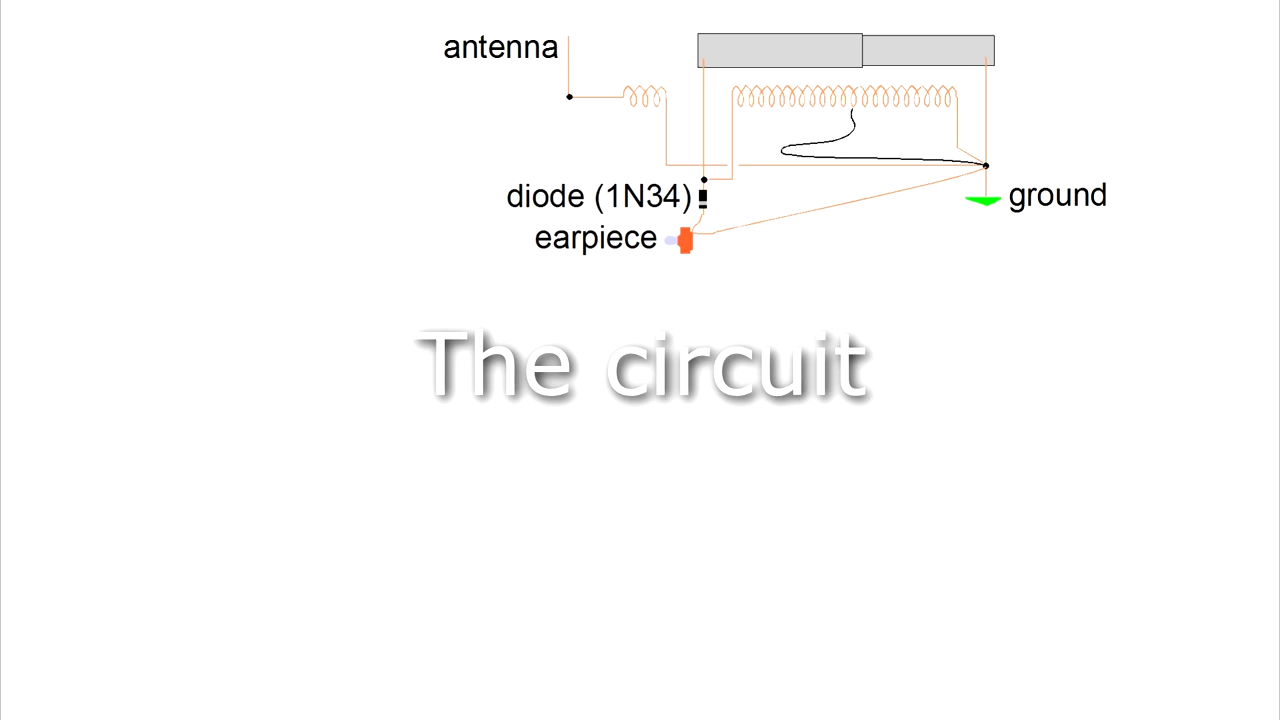 antenna
diode (1N34)
ground
earpiece
The circuit